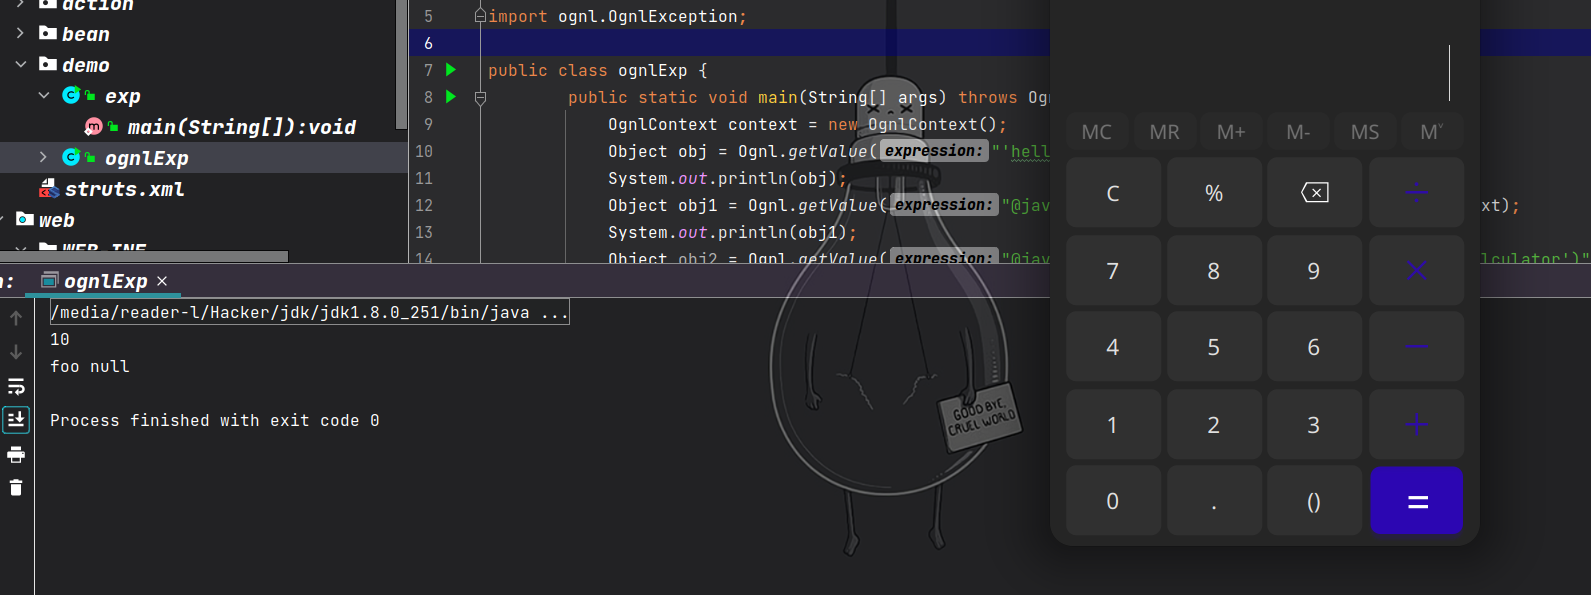 action
bean
demo
exp
main(String[]):void
ognlExp
struts.xml
web
WEB-INF
5 import ognl.OgnlException;
6
7 public class ognlExp {
8 public static void main(String[] args) throws Ogn
9 OgnlContext context = new OgnlContext();
10 Object obj = Ognl.getValue( expression: "'hell
11 System.out.println(obj);
12 Object obj1 = Ognl.getValue( expression: "@jav xt);
13 System.out.println(obj1);
14 Object obj2 = Ognl.getValue( expression: "@jav lculator')"
: ognlExp ×
/media/reader-l/Hacker/jdk/jdk1.8.0_251/bin/java ...
10
foo null
Process finished with exit code 0
GOOD BYE,
CRUEL WORLD
MC MR M+ M- MS M˅
C % ÷
7 8 9 ×
4 5 6 −
1 2 3 +
0 . () =